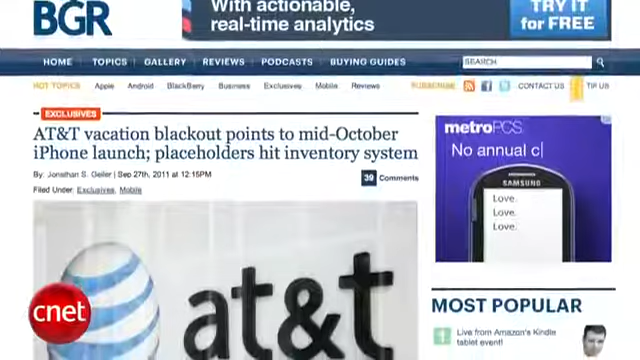 BGR
With actionable,
real-time analytics
TRY IT
for FREE
HOME TOPICS GALLERY REVIEWS PODCASTS BUYING GUIDES
SEARCH
HOT TOPICS Apple Android BlackBerry Business Exclusives Mobile Reviews SUBSCRIBE CONTACT US TIP US
EXCLUSIVES
AT&T vacation blackout points to mid-October
iPhone launch; placeholders hit inventory system
By: Jonathan S. Geller | Sep 27th, 2011 at 12:15PM
39 Comments
Filed Under: Exclusives, Mobile
at&t
cnet
metroPCS.
No annual c
SAMSUNG
Love.
Love.
Love.
MOST POPULAR
Live from Amazon's Kindle
tablet event!